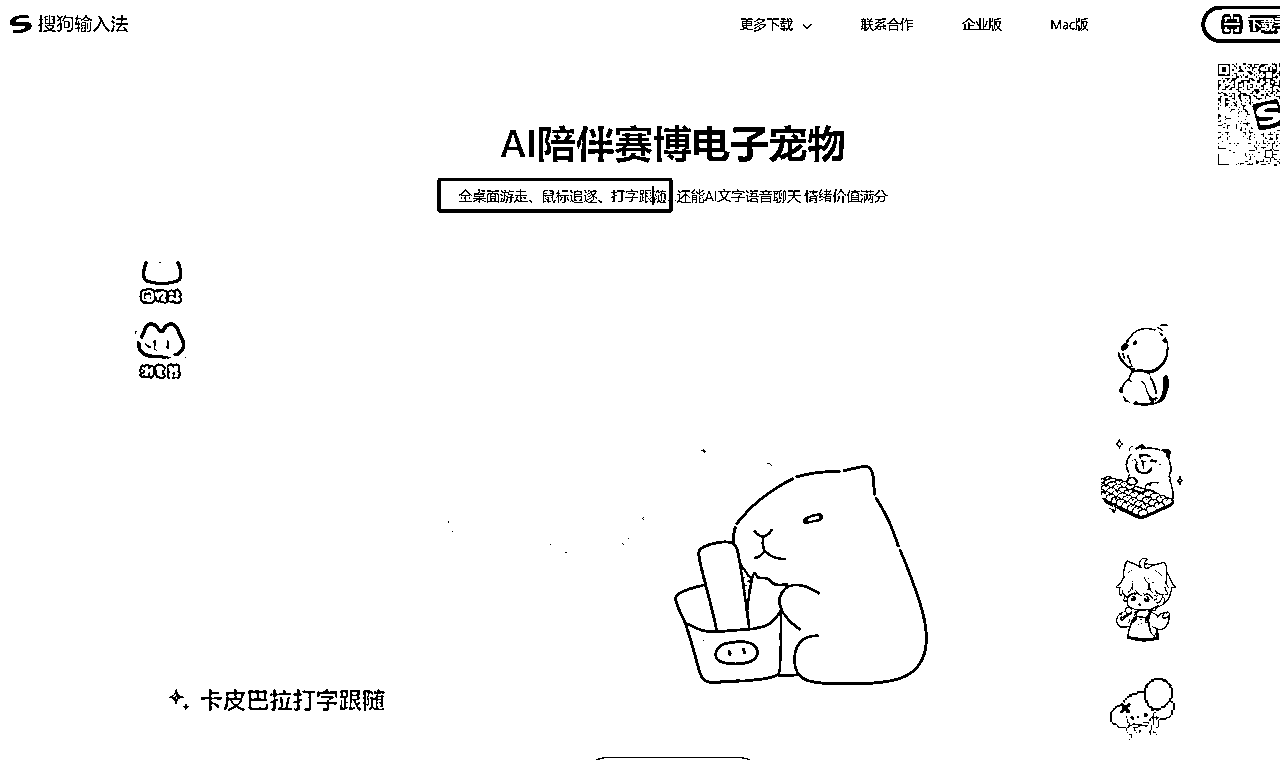 搜狗输入法
更多下载
联系合作
企业版
Mac版
下载
AI陪伴赛博电子宠物
全桌面游走、鼠标追逐、打字跟随,还能AI文字语音聊天 情绪价值满分
卡皮巴拉打字跟随